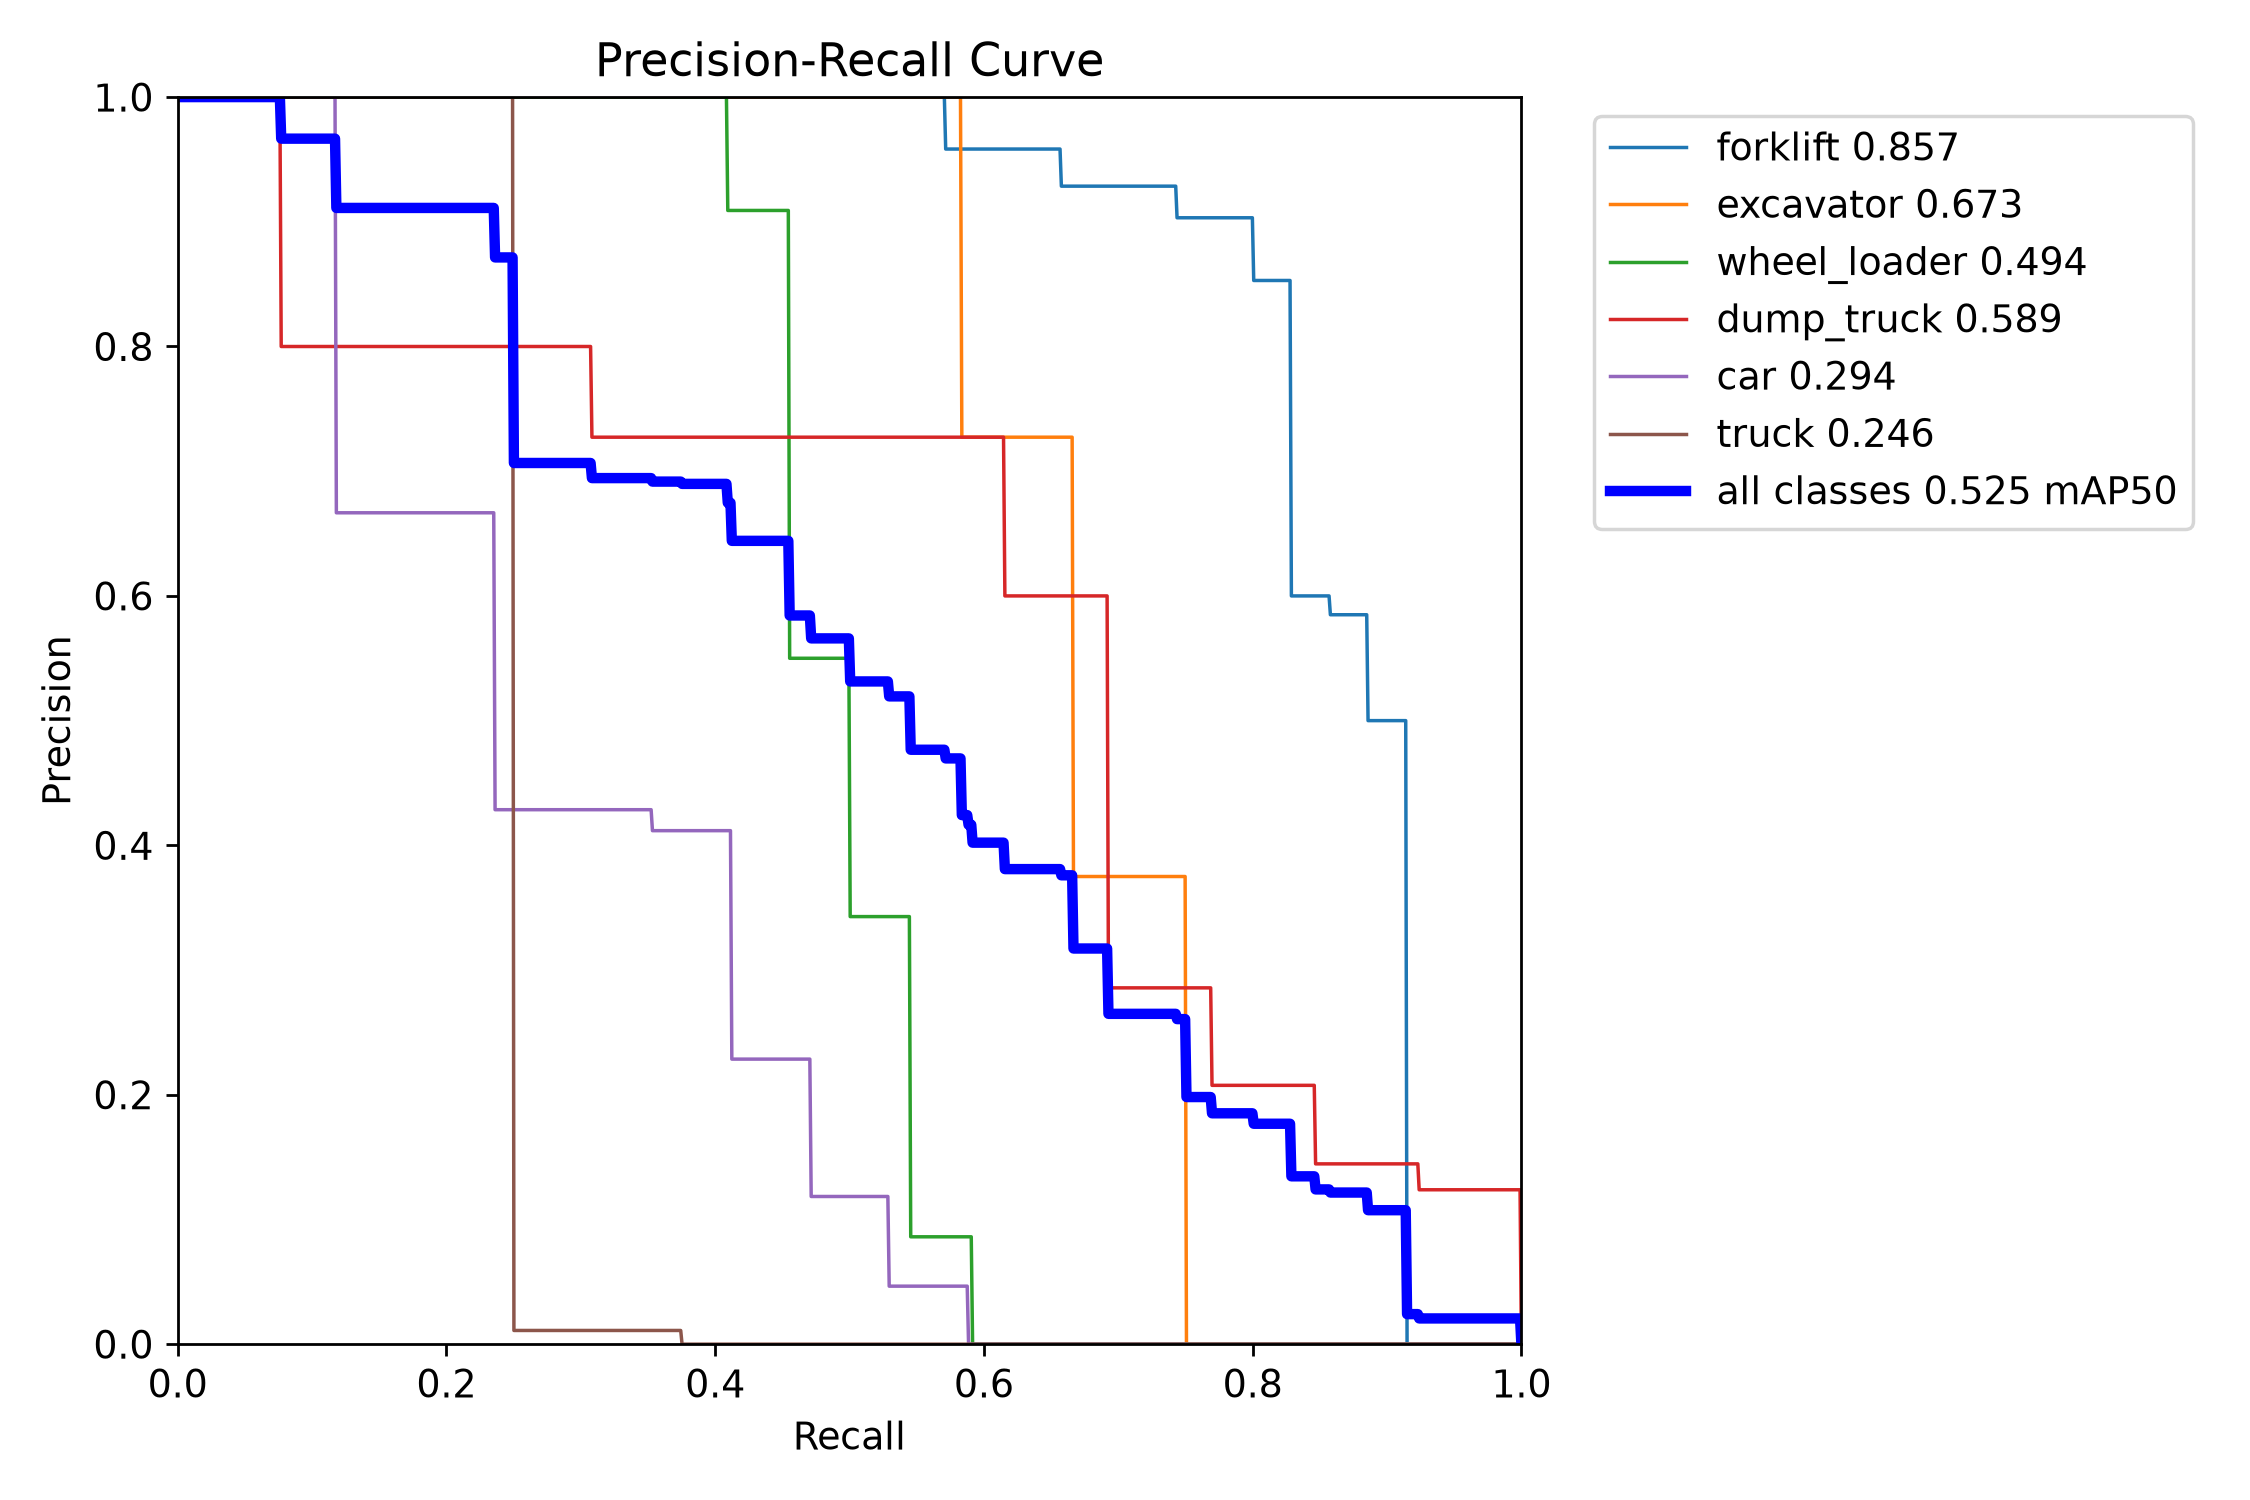 Precision-Recall Curve
1.0
0.8
0.6
0.4
0.2
0.0
Precision
0.0 0.2 0.4 0.6 0.8 1.0
Recall
forklift 0.857
excavator 0.673
wheel_loader 0.494
dump_truck 0.589
car 0.294
truck 0.246
all classes 0.525 mAP50